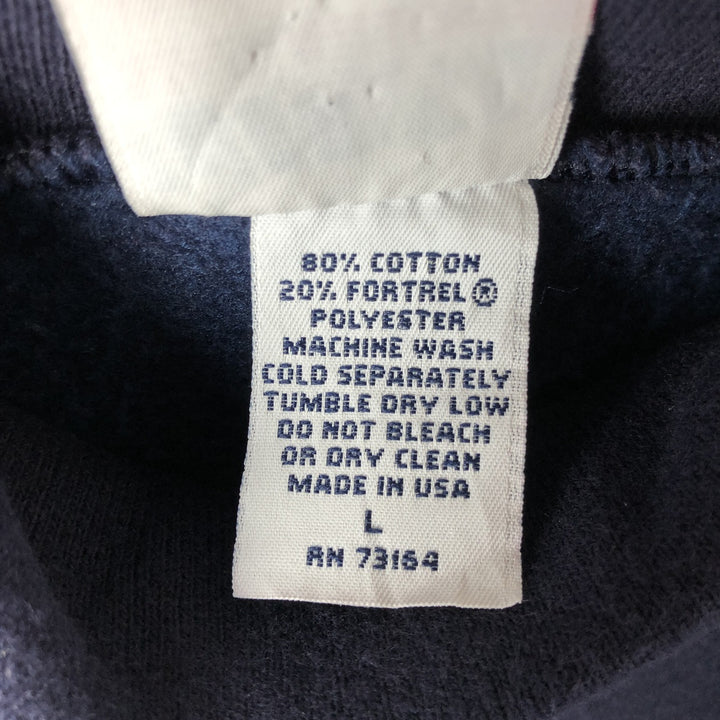 80% COTTON
20% FORTREL®
POLYESTER
MACHINE WASH
COLD SEPARATELY
TUMBLE DRY LOW
DO NOT BLEACH
OR DRY CLEAN
MADE IN USA
L
RN 73164